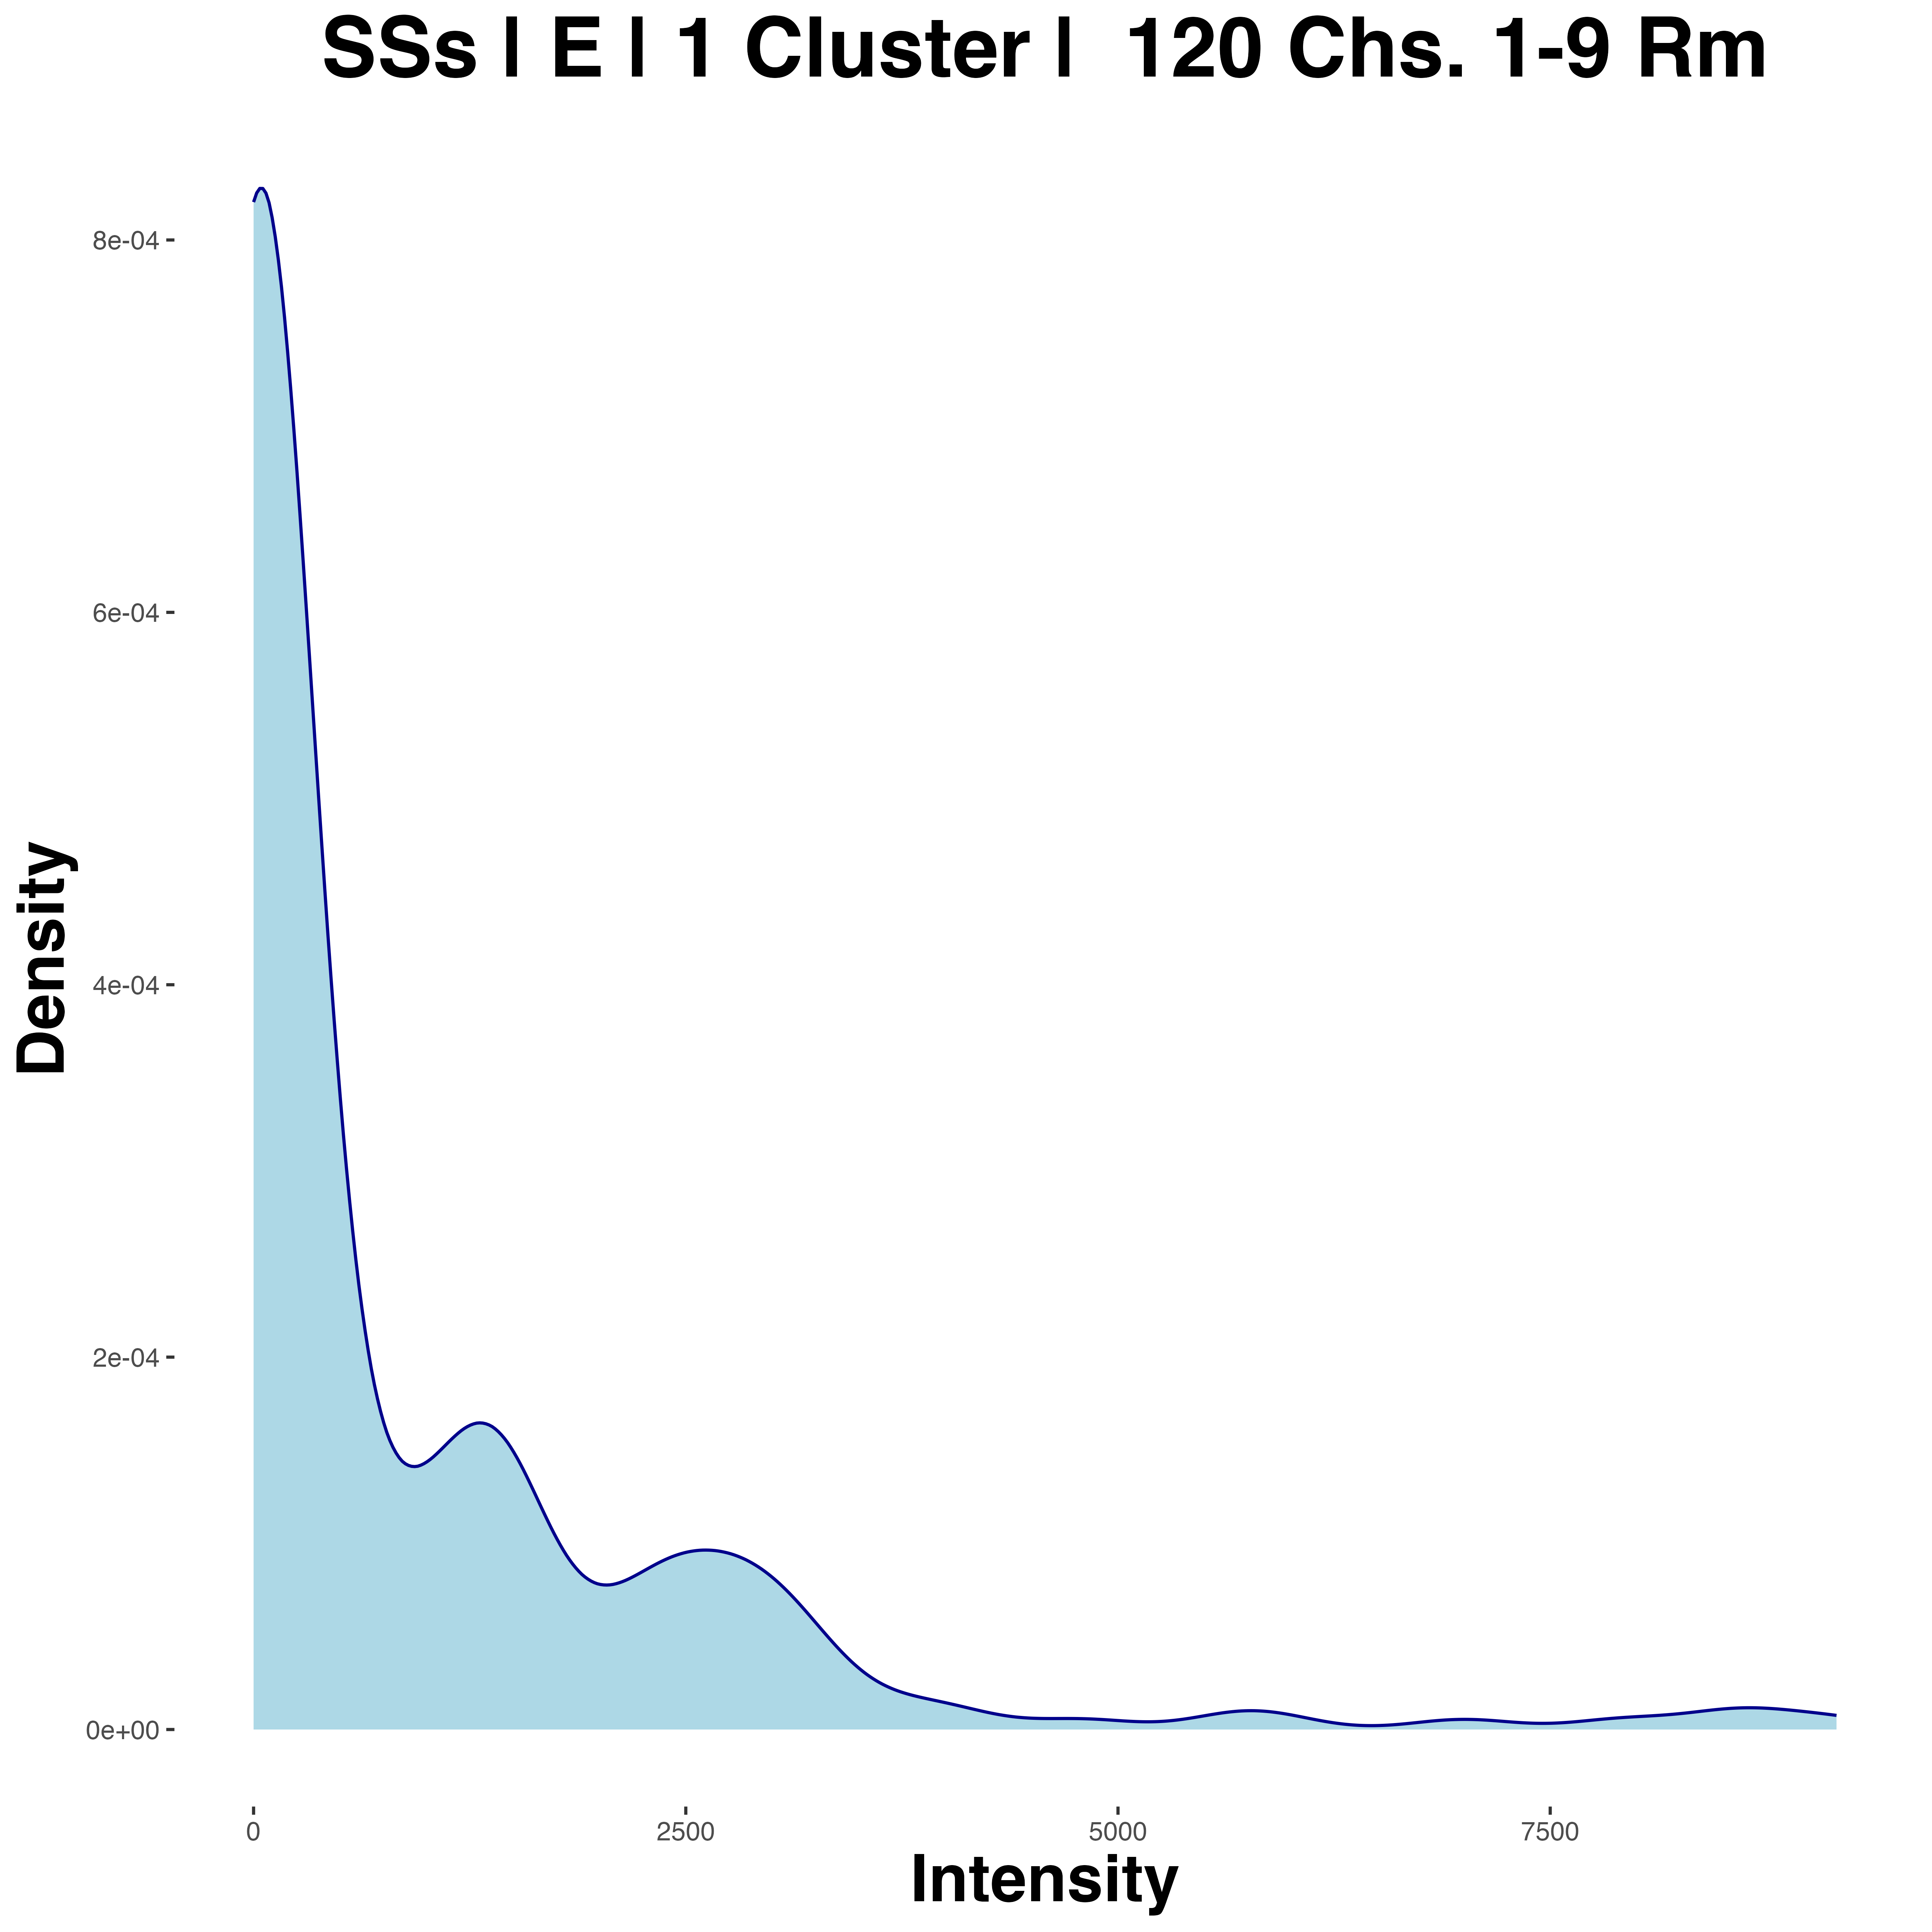 SSs | E | 1 Cluster | 120 Chs. 1-9 Rm
8e-04
6e-04
4e-04
2e-04
0e+00
Density
0 2500 5000 7500
Intensity